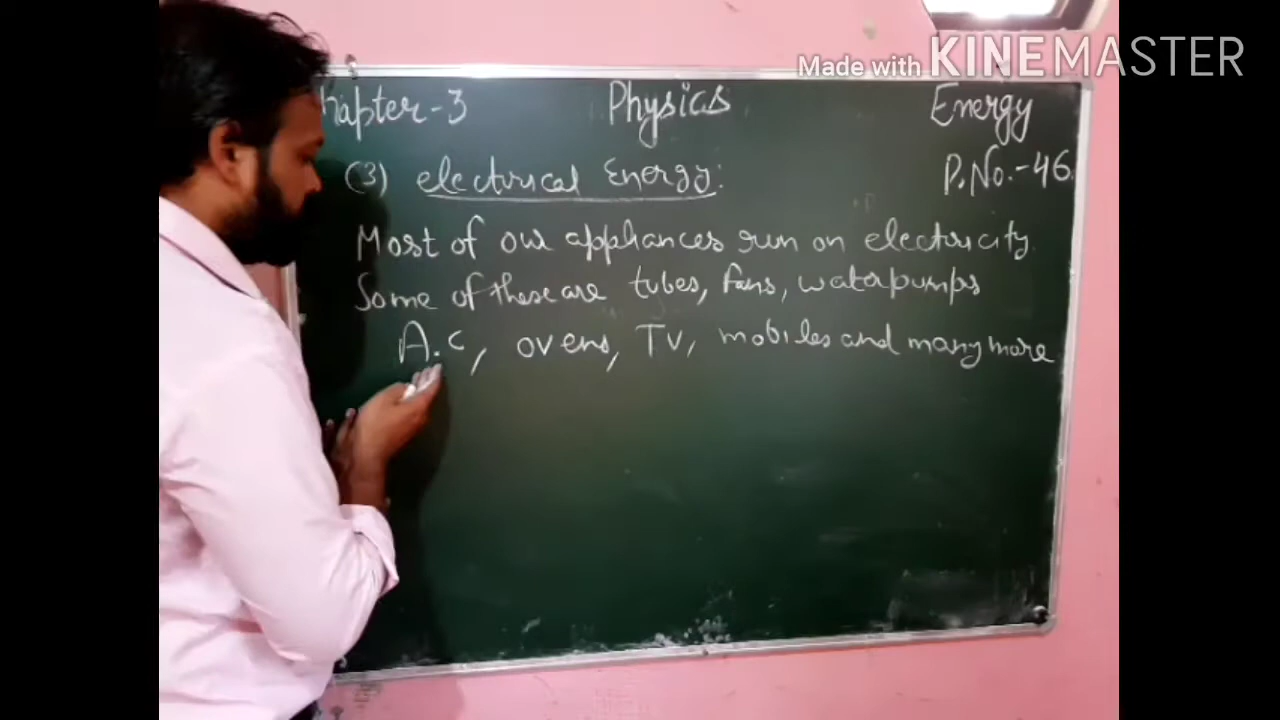 Made with KINEMASTER
hapter-3 Physics Energy
(3) electrical Energy: P.No.-46
Most of our appliances run on electricity.
Some of these are tubes, fans, waterpumps
A.C, ovens, TV, mobiles and many more